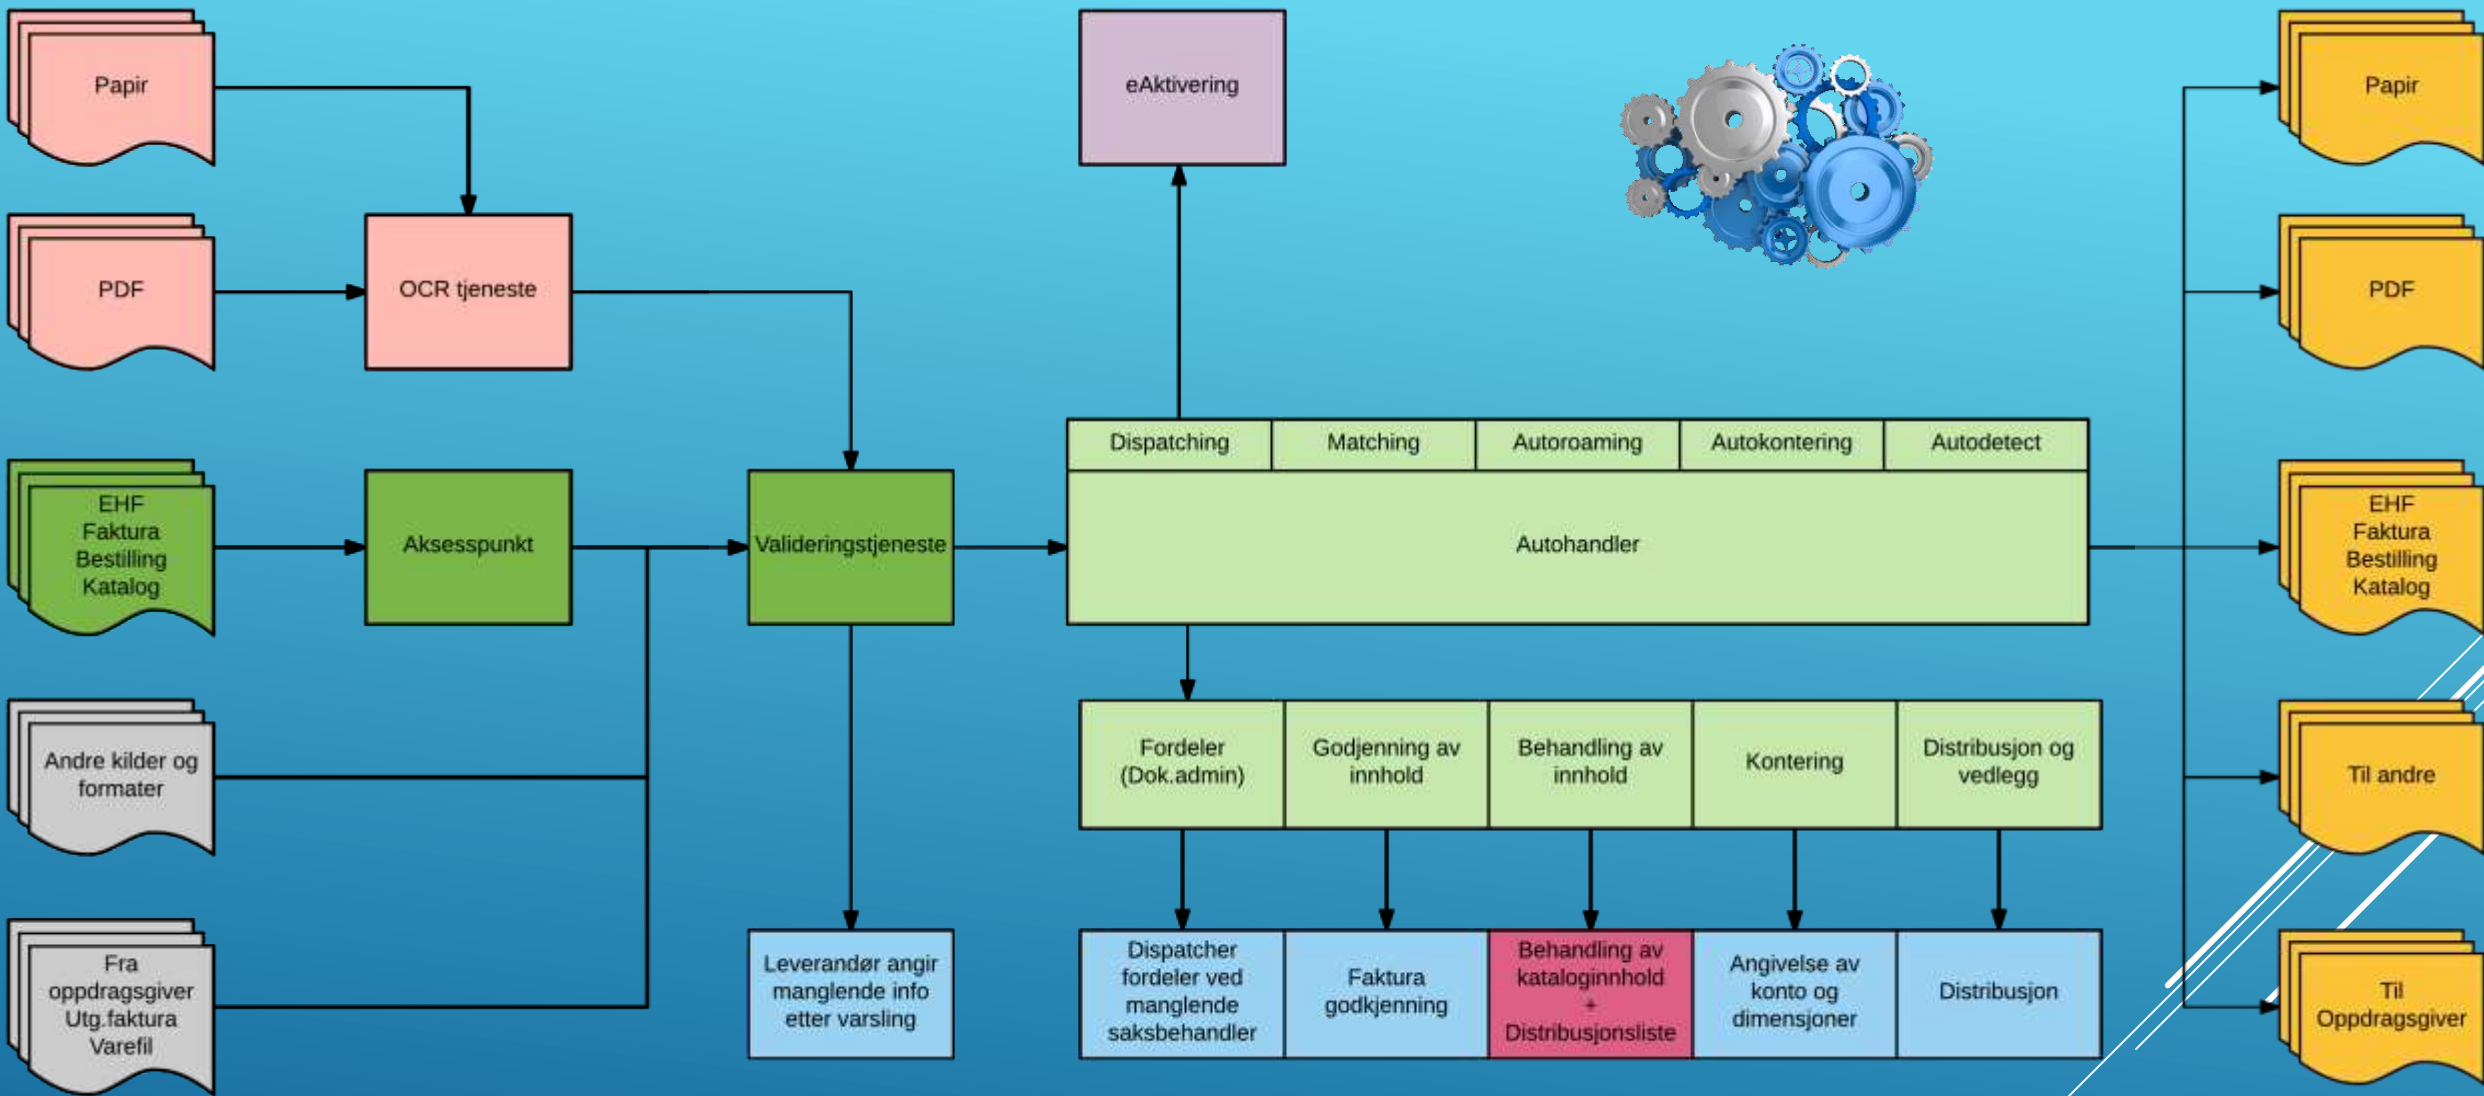 Papir
PDF
EHF
Faktura
Bestilling
Katalog
Andre kilder og
formater
Fra
oppdragsgiver
Utg.faktura
Varefil
OCR tjeneste
Aksesspunkt
Valideringstjeneste
Leverandør angir
manglende info
etter varsling
eAktivering
Dispatching
Matching
Autoroaming
Autokontering
Autodetect
Autohandler
Fordeler
(Dok.admin)
Godjenning av
innhold
Behandling av
innhold
Kontering
Distribusjon og
vedlegg
Dispatcher
fordeler ved
manglende
saksbehandler
Faktura
godkjenning
Behandling av
kataloginnhold
+
Distribusjonsliste
Angivelse av
konto og
dimensjoner
Distribusjon
Papir
PDF
EHF
Faktura
Bestilling
Katalog
Til andre
Til
Oppdragsgiver